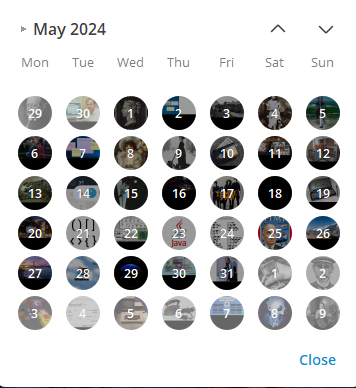 May 2024
Mon Tue Wed Thu Fri Sat Sun
29 30 1 2 3 4 5
6 7 8 9 10 11 12
13 14 15 16 17 18 19
20 21 22 23 24 25 26
Java
27 28 29 30 31 1 2
3 4 5 6 7 8 9
Close